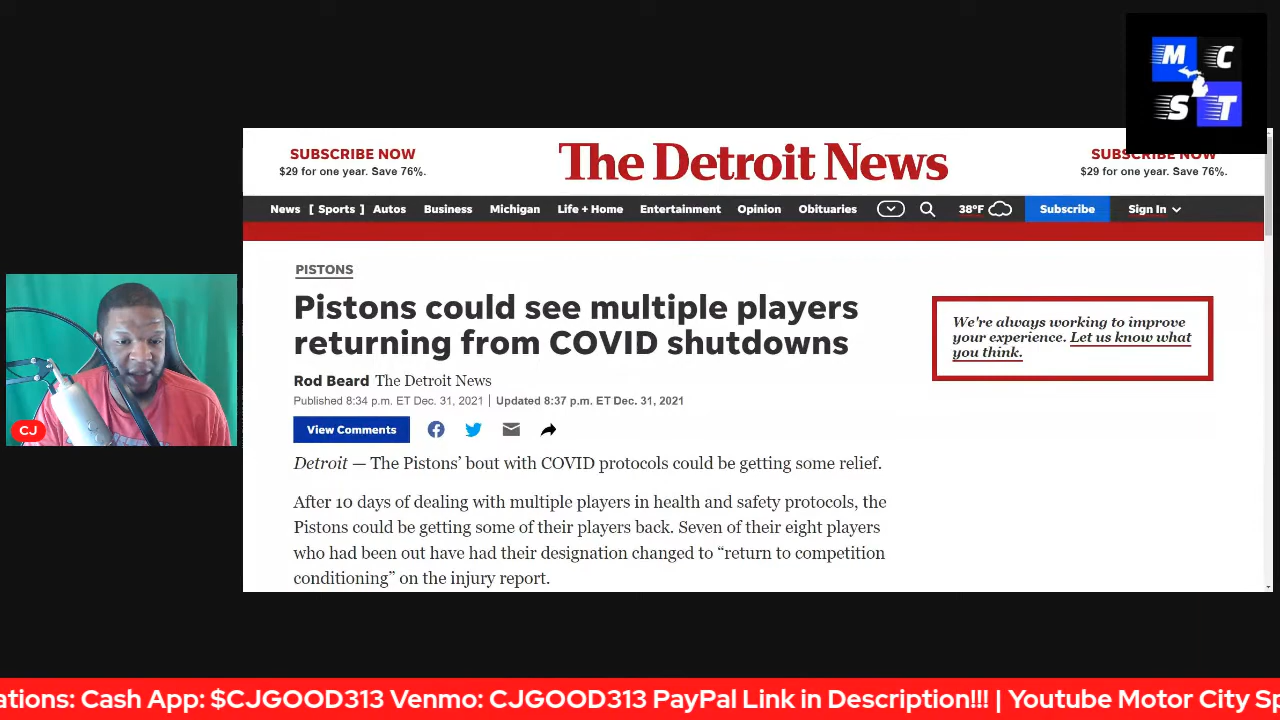 M C
S T
SUBSCRIBE NOW
$29 for one year. Save 76%.
The Detroit News
SUBSCRIBE NOW
$29 for one year. Save 76%.
News [ Sports ] Autos Business Michigan Life + Home Entertainment Opinion Obituaries 38°F Subscribe Sign In
PISTONS
Pistons could see multiple players
returning from COVID shutdowns
Rod Beard The Detroit News
Published 8:34 p.m. ET Dec. 31, 2021 | Updated 8:37 p.m. ET Dec. 31, 2021
View Comments
Detroit — The Pistons’ bout with COVID protocols could be getting some relief.
After 10 days of dealing with multiple players in health and safety protocols, the
Pistons could be getting some of their players back. Seven of their eight players
who had been out have had their designation changed to “return to competition
conditioning” on the injury report.
We're always working to improve
your experience. Let us know what
you think.
CJ
ations: Cash App: $CJGOOD313 Venmo: CJGOOD313 PayPal Link in Description!!! | Youtube Motor City Sp